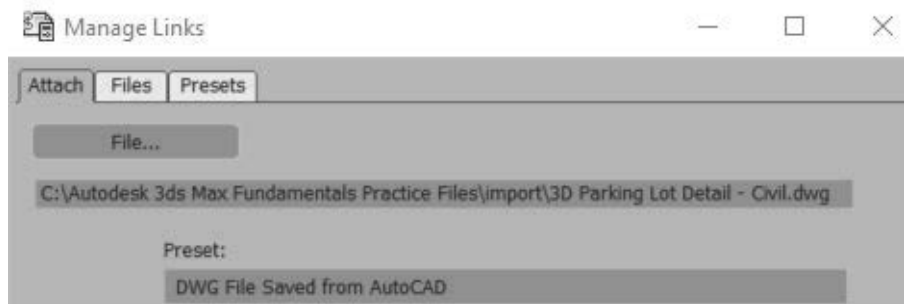 Manage Links
Attach Files Presets
File...
C:\Autodesk 3ds Max Fundamentals Practice Files\import\3D Parking Lot Detail - Civil.dwg
Preset:
DWG File Saved from AutoCAD